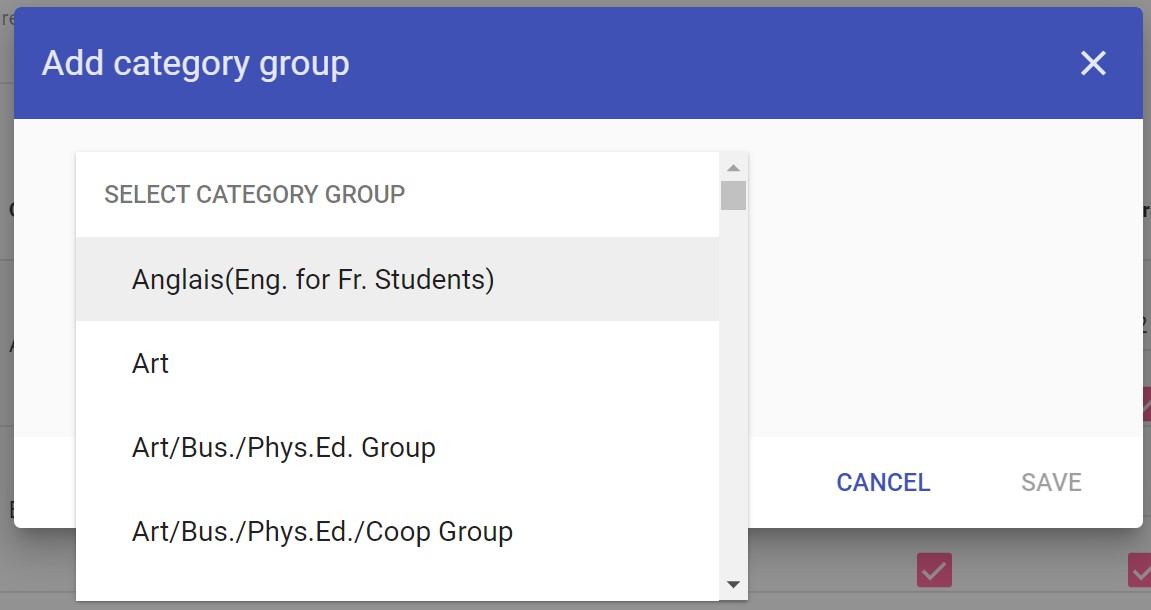 Add category group
SELECT CATEGORY GROUP
Anglais(Eng. for Fr. Students)
Art
Art/Bus./Phys.Ed. Group
Art/Bus./Phys.Ed./Coop Group
CANCEL
SAVE